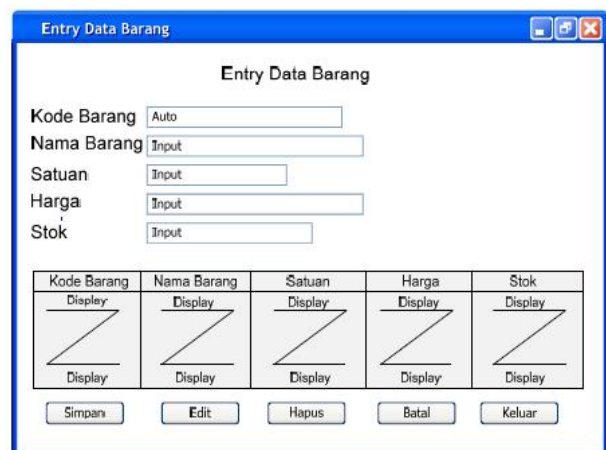 Entry Data Barang
Entry Data Barang
Kode Barang Auto
Nama Barang Input
Satuan Input
Harga Input
Stok Input
Kode Barang Nama Barang Satuan Harga Stok
Display Display Display Display Display
Display Display Display Display Display
Simpan Edit Hapus Batal Keluar